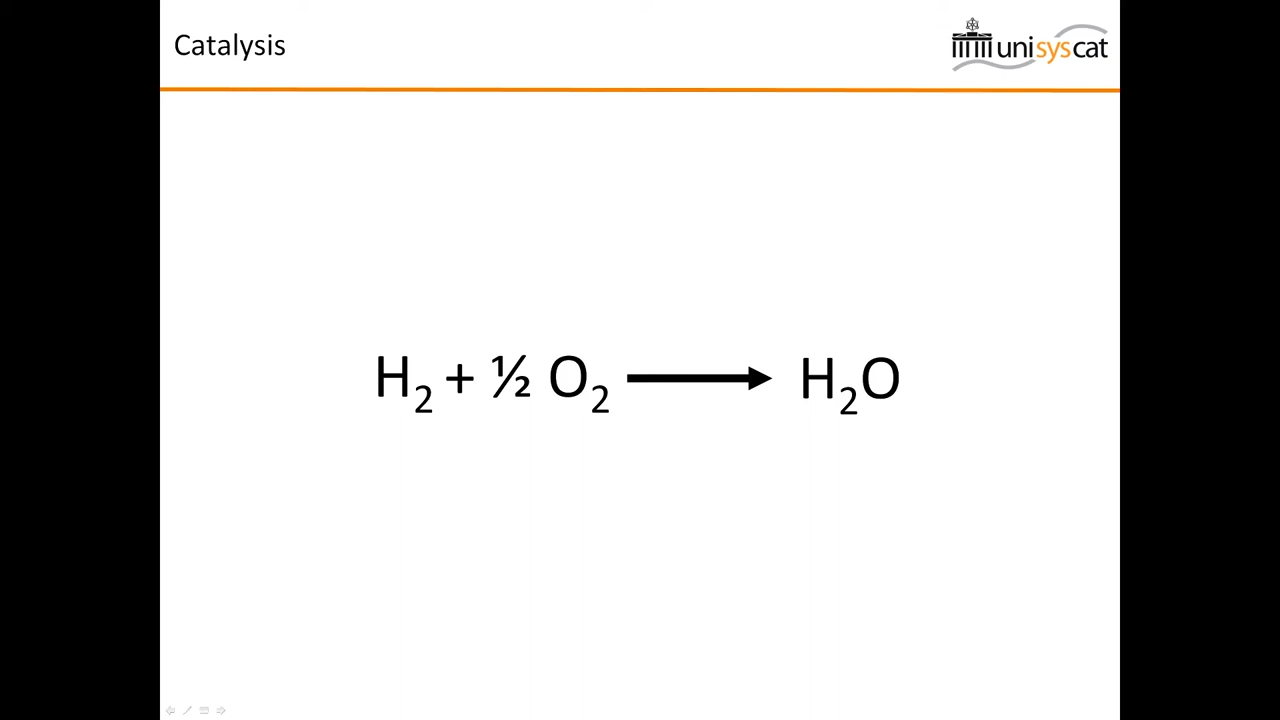 Catalysis
unisyscat
H₂ + ½ O₂ ⟶ H₂O